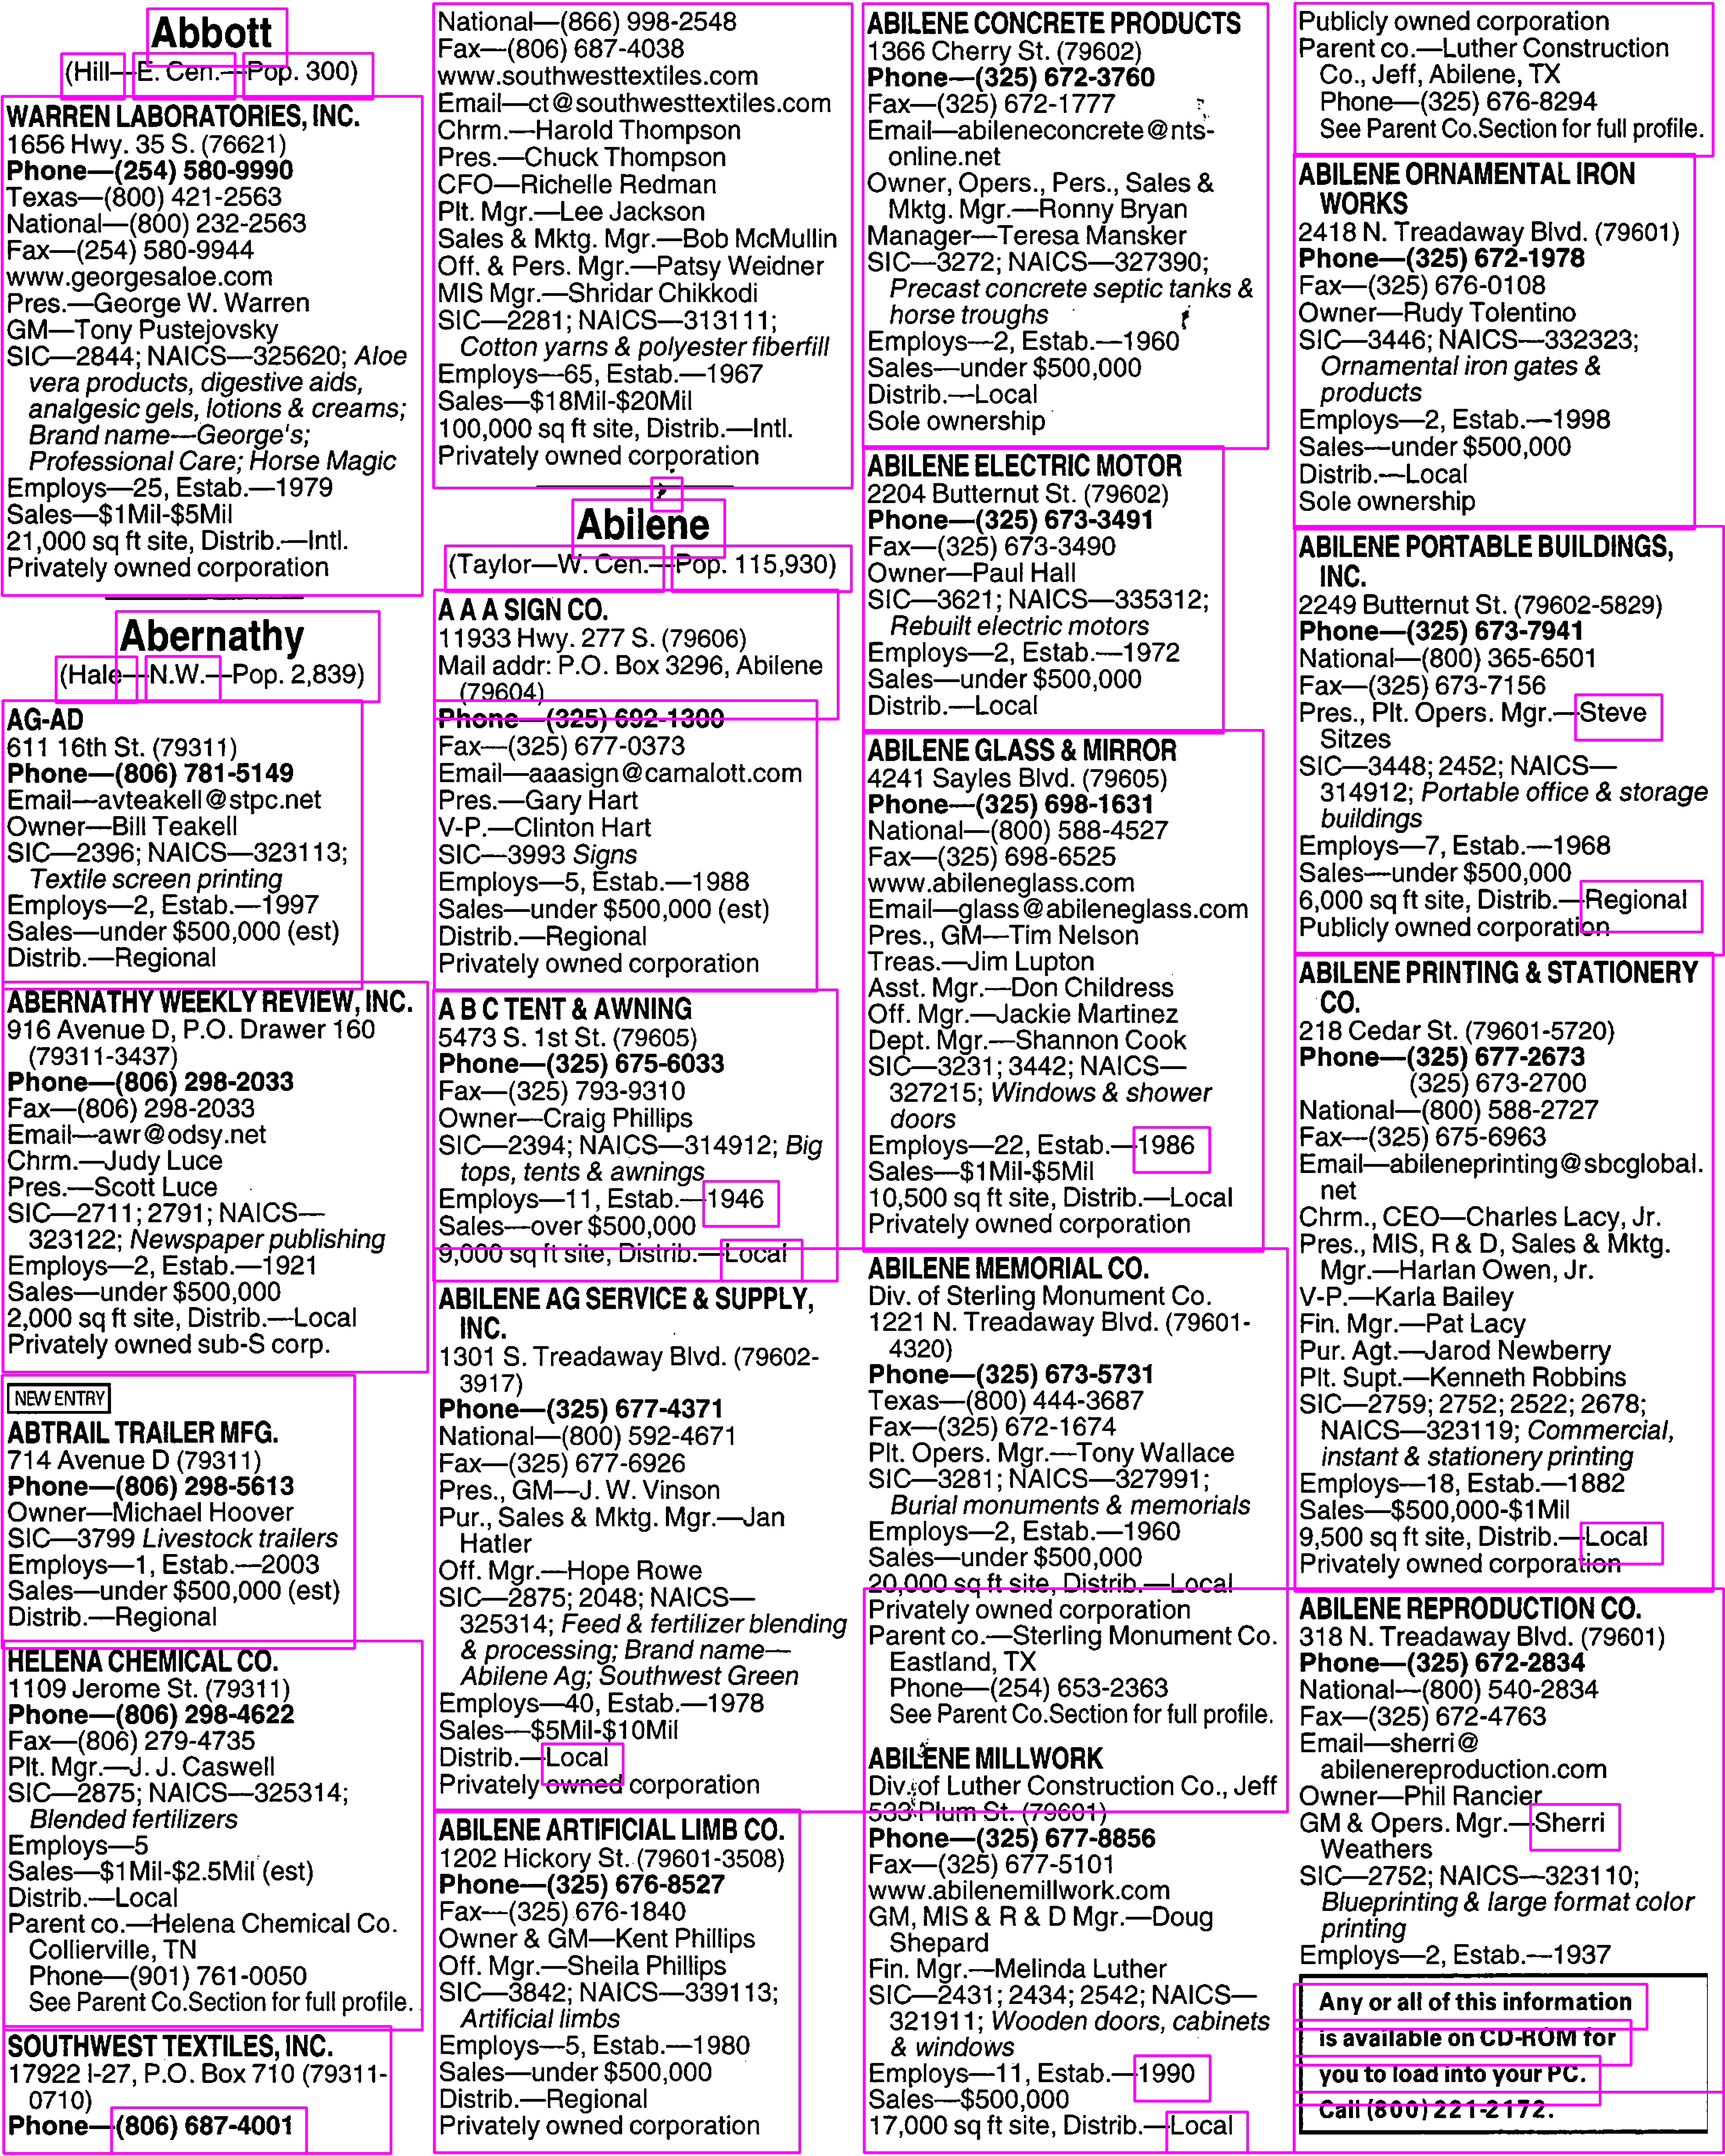 Abbott
(Hill—E. Cen.—Pop. 300)
WARREN LABORATORIES, INC.
1656 Hwy. 35 S. (76621)
Phone—(254) 580-9990
Texas—(800) 421-2563
National—(800) 232-2563
Fax—(254) 580-9944
www.georgesaloe.com
Pres.—George W. Warren
GM—Tony Pustejovsky
SIC—2844; NAICS—325620; Aloe
vera products, digestive aids,
analgesic gels, lotions & creams;
Brand name—George's;
Professional Care; Horse Magic
Employs—25, Estab.—1979
Sales—$1Mil-$5Mil
21,000 sq ft site, Distrib.—Intl.
Privately owned corporation
Abernathy
(Hale—N.W.—Pop. 2,839)
AG-AD
611 16th St. (79311)
Phone—(806) 781-5149
Email—avteakell@stpc.net
Owner—Bill Teakell
SIC—2396; NAICS—323113;
Textile screen printing
Employs—2, Estab.—1997
Sales—under $500,000 (est)
Distrib.—Regional
ABERNATHY WEEKLY REVIEW, INC.
916 Avenue D, P.O. Drawer 160
(79311-3437)
Phone—(806) 298-2033
Fax—(806) 298-2033
Email—awr@odsy.net
Chrm.—Judy Luce
Pres.—Scott Luce
SIC—2711; 2791; NAICS—
323122; Newspaper publishing
Employs—2, Estab.—1921
Sales—under $500,000
2,000 sq ft site, Distrib.—Local
Privately owned sub-S corp.
NEW ENTRY
ABTRAIL TRAILER MFG.
714 Avenue D (79311)
Phone—(806) 298-5613
Owner—Michael Hoover
SIC—3799 Livestock trailers
Employs—1, Estab.—2003
Sales—under $500,000 (est)
Distrib.—Regional
HELENA CHEMICAL CO.
1109 Jerome St. (79311)
Phone—(806) 298-4622
Fax—(806) 279-4735
Plt. Mgr.—J. J. Caswell
SIC—2875; NAICS—325314;
Blended fertilizers
Employs—5
Sales—$1Mil-$2.5Mil (est)
Distrib.—Local
Parent co.—Helena Chemical Co.
Collierville, TN
Phone—(901) 761-0050
See Parent Co.Section for full profile.
SOUTHWEST TEXTILES, INC.
17922 I-27, P.O. Box 710 (79311-
0710)
Phone—(806) 687-4001
National—(866) 998-2548
Fax—(806) 687-4038
www.southwesttextiles.com
Email—ct@southwesttextiles.com
Chrm.—Harold Thompson
Pres.—Chuck Thompson
CFO—Richelle Redman
Plt. Mgr.—Lee Jackson
Sales & Mktg. Mgr.—Bob McMullin
Off. & Pers. Mgr.—Patsy Weidner
MIS Mgr.—Shridar Chikkodi
SIC—2281; NAICS—313111;
Cotton yarns & polyester fiberfill
Employs—65, Estab.—1967
Sales—$18Mil-$20Mil
100,000 sq ft site, Distrib.—Intl.
Privately owned corporation
Abilene
(Taylor—W. Cen.—Pop. 115,930)
A A A SIGN CO.
11933 Hwy. 277 S. (79606)
Mail addr: P.O. Box 3296, Abilene
(79604)
Phone—(325) 692-1300
Fax—(325) 677-0373
Email—aaasign@camalott.com
Pres.—Gary Hart
V-P.—Clinton Hart
SIC—3993 Signs
Employs—5, Estab.—1988
Sales—under $500,000 (est)
Distrib.—Regional
Privately owned corporation
A B C TENT & AWNING
5473 S. 1st St. (79605)
Phone—(325) 675-6033
Fax—(325) 793-9310
Owner—Craig Phillips
SIC—2394; NAICS—314912; Big
tops, tents & awnings
Employs—11, Estab.—1946
Sales—over $500,000
9,000 sq ft site, Distrib.—Local
ABILENE AG SERVICE & SUPPLY,
INC.
1301 S. Treadaway Blvd. (79602-
3917)
Phone—(325) 677-4371
National—(800) 592-4671
Fax—(325) 677-6926
Pres., GM—J. W. Vinson
Pur., Sales & Mktg. Mgr.—Jan
Hatler
Off. Mgr.—Hope Rowe
SIC—2875; 2048; NAICS—
325314; Feed & fertilizer blending
& processing; Brand name—
Abilene Ag; Southwest Green
Employs—40, Estab.—1978
Sales—$5Mil-$10Mil
Distrib.—Local
Privately owned corporation
ABILENE ARTIFICIAL LIMB CO.
1202 Hickory St. (79601-3508)
Phone—(325) 676-8527
Fax—(325) 676-1840
Owner & GM—Kent Phillips
Off. Mgr.—Sheila Phillips
SIC—3842; NAICS—339113;
Artificial limbs
Employs—5, Estab.—1980
Sales—under $500,000
Distrib.—Regional
Privately owned corporation
ABILENE CONCRETE PRODUCTS
1366 Cherry St. (79602)
Phone—(325) 672-3760
Fax—(325) 672-1777
Email—abileneconcrete@nts-
online.net
Owner, Opers., Pers., Sales &
Mktg. Mgr.—Ronny Bryan
Manager—Teresa Mansker
SIC—3272; NAICS—327390;
Precast concrete septic tanks &
horse troughs
Employs—2, Estab.—1960
Sales—under $500,000
Distrib.—Local
Sole ownership
ABILENE ELECTRIC MOTOR
2204 Butternut St. (79602)
Phone—(325) 673-3491
Fax—(325) 673-3490
Owner—Paul Hall
SIC—3621; NAICS—335312;
Rebuilt electric motors
Employs—2, Estab.—1972
Sales—under $500,000
Distrib.—Local
ABILENE GLASS & MIRROR
4241 Sayles Blvd. (79605)
Phone—(325) 698-1631
National—(800) 588-4527
Fax—(325) 698-6525
www.abileneglass.com
Email—glass@abileneglass.com
Pres., GM—Tim Nelson
Treas.—Jim Lupton
Asst. Mgr.—Don Childress
Off. Mgr.—Jackie Martinez
Dept. Mgr.—Shannon Cook
SIC—3231; 3442; NAICS—
327215; Windows & shower
doors
Employs—22, Estab.—1986
Sales—$1Mil-$5Mil
10,500 sq ft site, Distrib.—Local
Privately owned corporation
ABILENE MEMORIAL CO.
Div. of Sterling Monument Co.
1221 N. Treadaway Blvd. (79601-
4320)
Phone—(325) 673-5731
Texas—(800) 444-3687
Fax—(325) 672-1674
Plt. Opers. Mgr.—Tony Wallace
SIC—3281; NAICS—327991;
Burial monuments & memorials
Employs—2, Estab.—1960
Sales—under $500,000
20,000 sq ft site, Distrib.—Local
Privately owned corporation
Parent co.—Sterling Monument Co.
Eastland, TX
Phone—(254) 653-2363
See Parent Co.Section for full profile.
ABILENE MILLWORK
Div. of Luther Construction Co., Jeff
533 Plum St. (79601)
Phone—(325) 677-8856
Fax—(325) 677-5101
www.abilenemillwork.com
GM, MIS & R & D Mgr.—Doug
Shepard
Fin. Mgr.—Melinda Luther
SIC—2431; 2434; 2542; NAICS—
321911; Wooden doors, cabinets
& windows
Employs—11, Estab.—1990
Sales—$500,000
17,000 sq ft site, Distrib.—Local
Publicly owned corporation
Parent co.—Luther Construction
Co., Jeff, Abilene, TX
Phone—(325) 676-8294
See Parent Co.Section for full profile.
ABILENE ORNAMENTAL IRON
WORKS
2418 N. Treadaway Blvd. (79601)
Phone—(325) 672-1978
Fax—(325) 676-0108
Owner—Rudy Tolentino
SIC—3446; NAICS—332323;
Ornamental iron gates &
products
Employs—2, Estab.—1998
Sales—under $500,000
Distrib.—Local
Sole ownership
ABILENE PORTABLE BUILDINGS,
INC.
2249 Butternut St. (79602-5829)
Phone—(325) 673-7941
National—(800) 365-6501
Fax—(325) 673-7156
Pres., Plt. Opers. Mgr.—Steve
Sitzes
SIC—3448; 2452; NAICS—
314912; Portable office & storage
buildings
Employs—7, Estab.—1968
Sales—under $500,000
6,000 sq ft site, Distrib.—Regional
Publicly owned corporation
ABILENE PRINTING & STATIONERY
CO.
218 Cedar St. (79601-5720)
Phone—(325) 677-2673
(325) 673-2700
National—(800) 588-2727
Fax—(325) 675-6963
Email—abileneprinting@sbcglobal.
net
Chrm., CEO—Charles Lacy, Jr.
Pres., MIS, R & D, Sales & Mktg.
Mgr.—Harlan Owen, Jr.
V-P.—Karla Bailey
Fin. Mgr.—Pat Lacy
Pur. Agt.—Jarod Newberry
Plt. Supt.—Kenneth Robbins
SIC—2759; 2752; 2522; 2678;
NAICS—323119; Commercial,
instant & stationery printing
Employs—18, Estab.—1882
Sales—$500,000-$1Mil
9,500 sq ft site, Distrib.—Local
Privately owned corporation
ABILENE REPRODUCTION CO.
318 N. Treadaway Blvd. (79601)
Phone—(325) 672-2834
National—(800) 540-2834
Fax—(325) 672-4763
Email—sherri@
abilenereproduction.com
Owner—Phil Rancier
GM & Opers. Mgr.—Sherri
Weathers
SIC—2752; NAICS—323110;
Blueprinting & large format color
printing
Employs—2, Estab.—1937
Any or all of this information
is available on CD-ROM for
you to load into your PC.
Call (800) 221-2172.